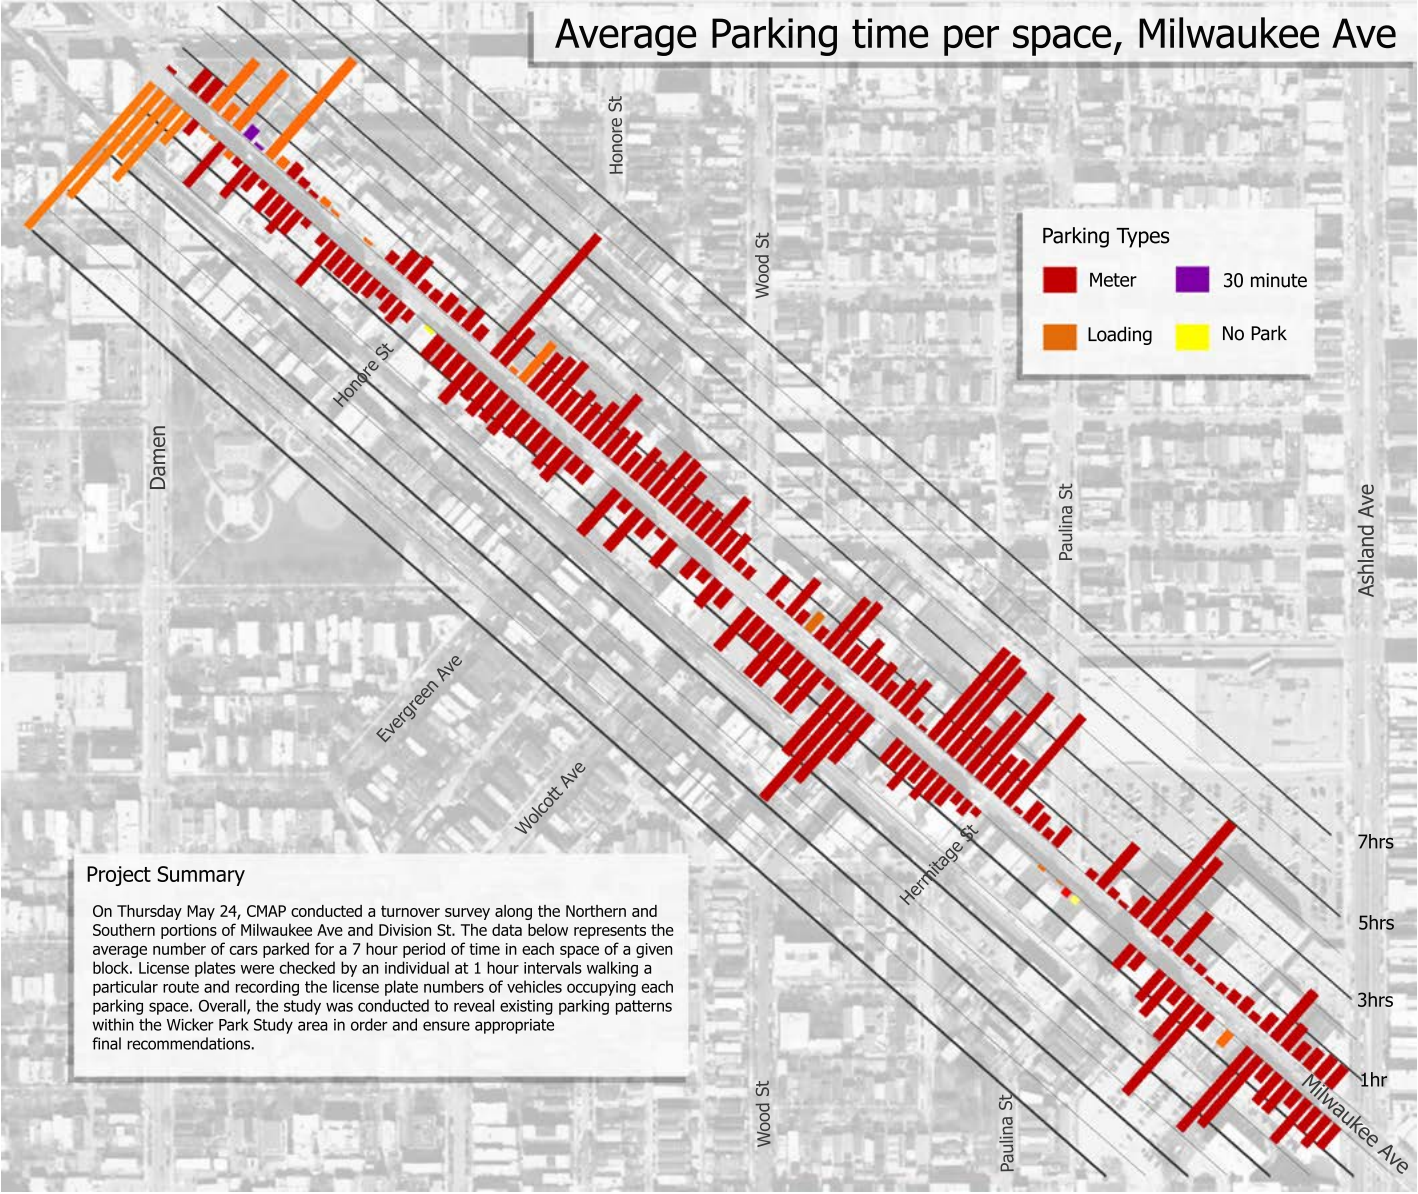 Average Parking time per space, Milwaukee Ave
Honore St
Wood St
Parking Types
Meter
30 minute
Loading
No Park
Honore St
Damen
Paulina St
Ashland Ave
Evergreen Ave
Wolcott Ave
Hermitage St
7hrs
5hrs
3hrs
1hr
Milwaukee Ave
Wood St
Paulina St
Project Summary
On Thursday May 24, CMAP conducted a turnover survey along the Northern and
Southern portions of Milwaukee Ave and Division St. The data below represents the
average number of cars parked for a 7 hour period of time in each space of a given
block. License plates were checked by an individual at 1 hour intervals walking a
particular route and recording the license plate numbers of vehicles occupying each
parking space. Overall, the study was conducted to reveal existing parking patterns
within the Wicker Park Study area in order and ensure appropriate
final recommendations.